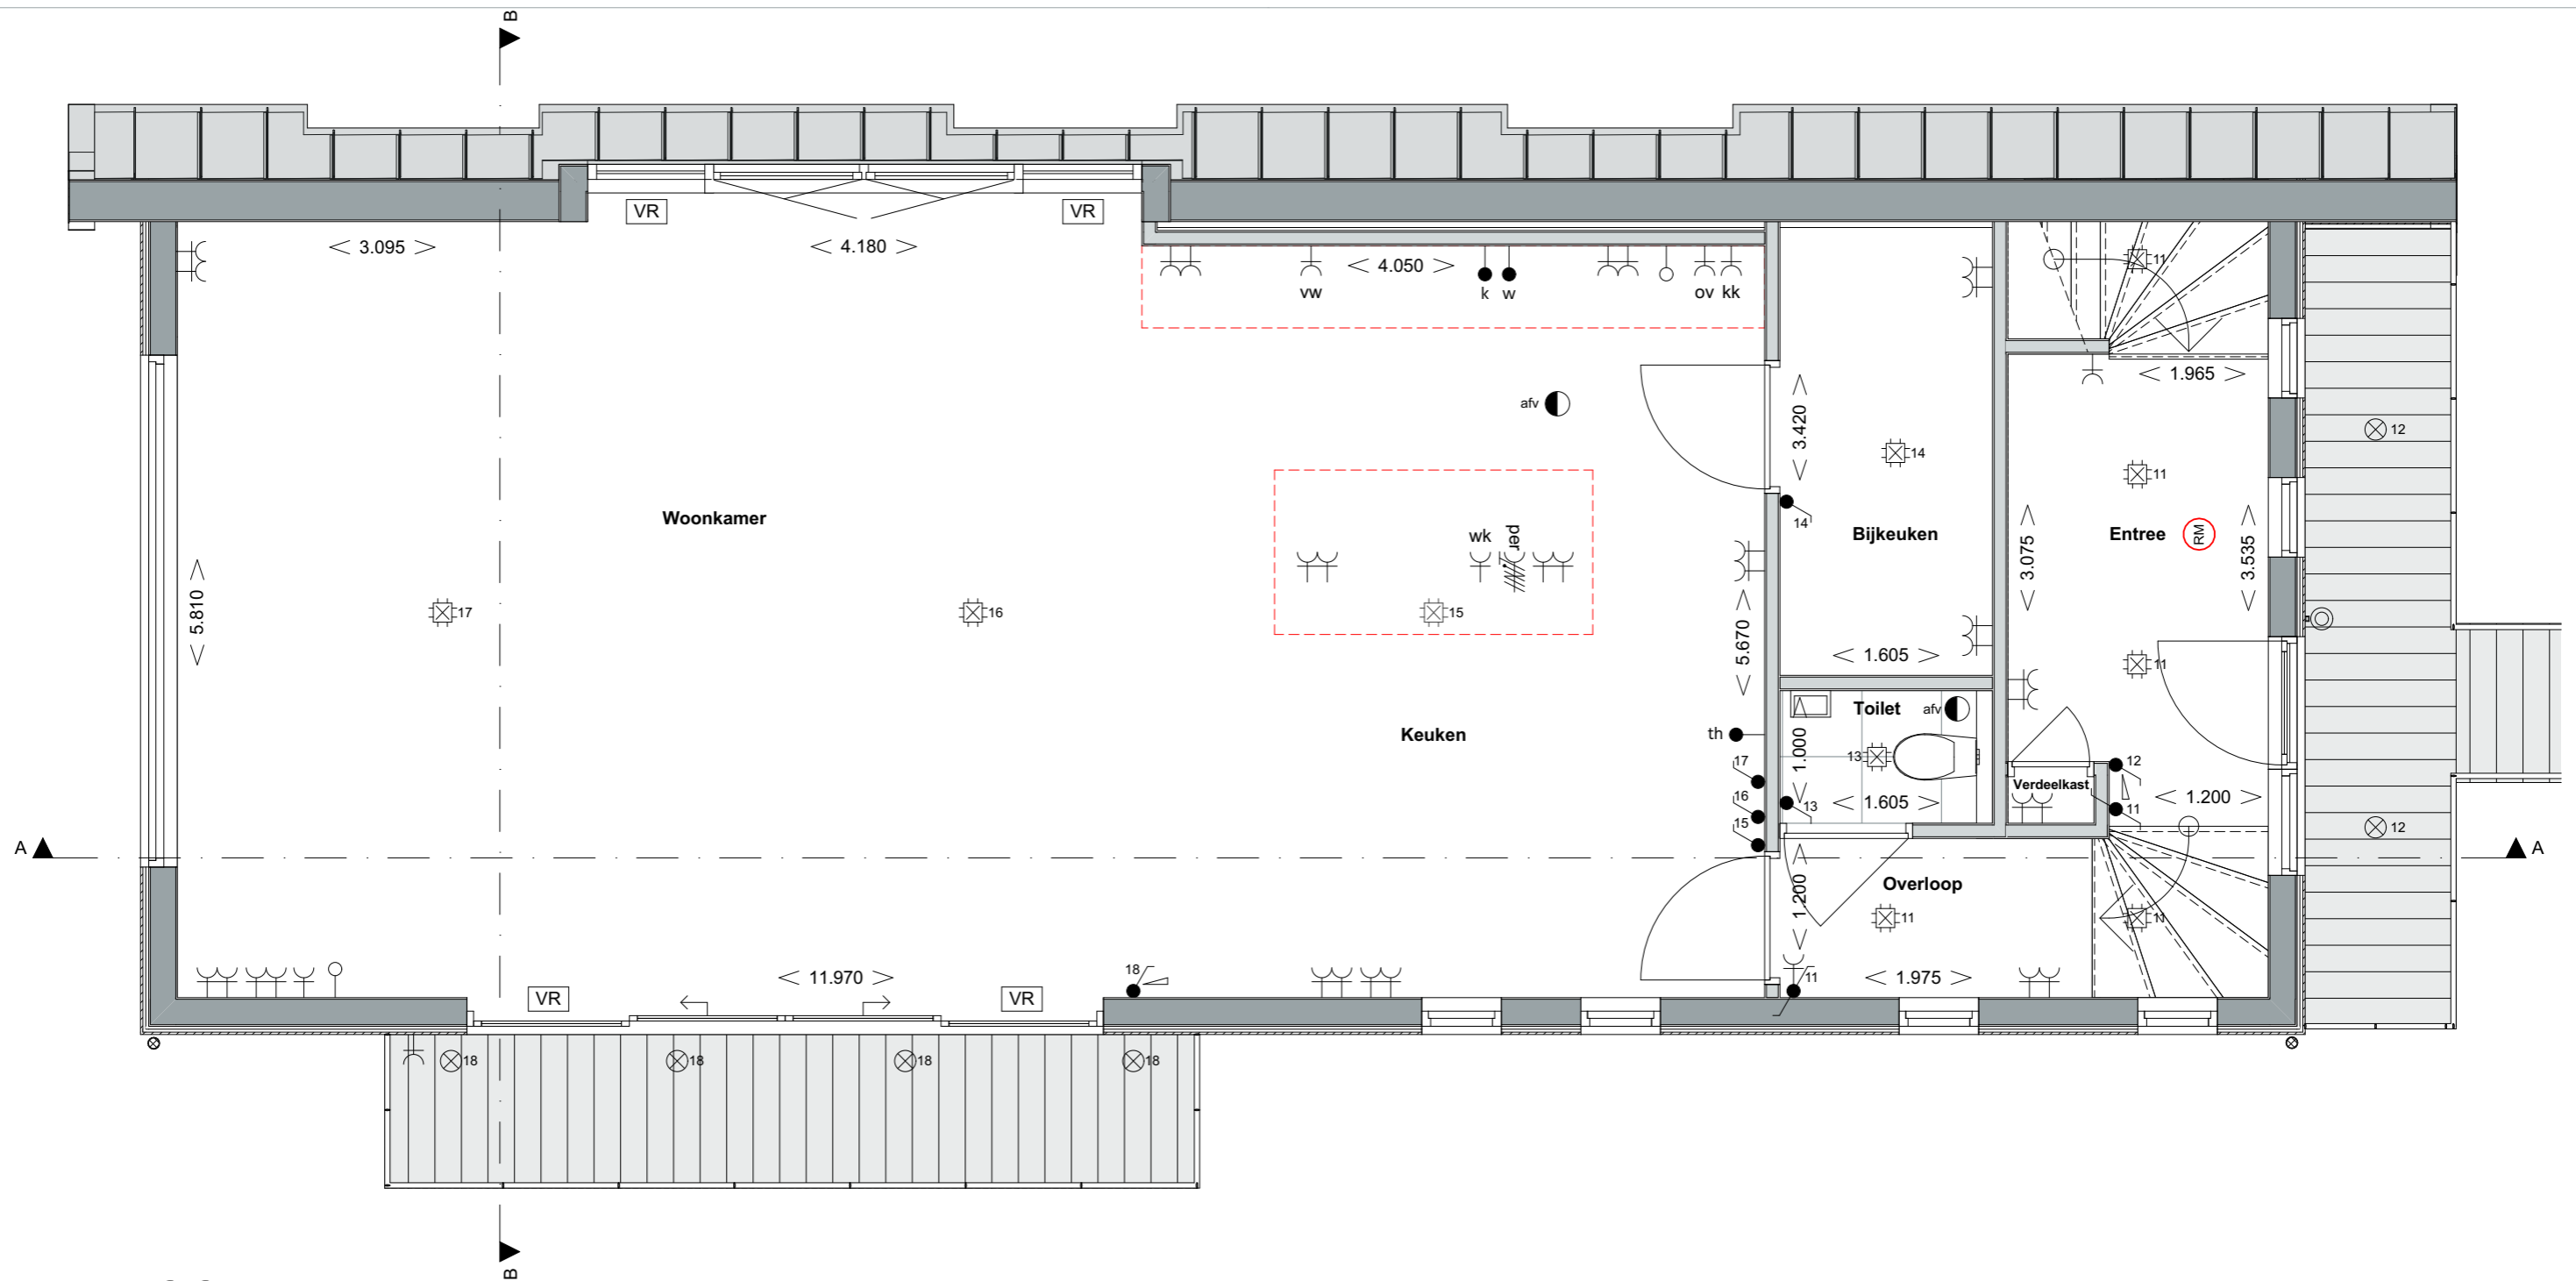 B
VR
VR
3.095
4.180
4.050
vw
k
w
ov kk
11
1.965
afv
3.420
14
12
11
Woonkamer
14
Bijkeuken
Entree
RM
wk
per
3.075
3.535
5.810
17
16
15
5.670
1.605
11
Toilet
afv
Keuken
th
1.000
13
17
16
15
13
1.605
Verdeelkast
12
11
1.200
12
A
A
1.200
Overloop
11
11
18
11.970
11
1.975
VR
VR
18
18
18
18
B